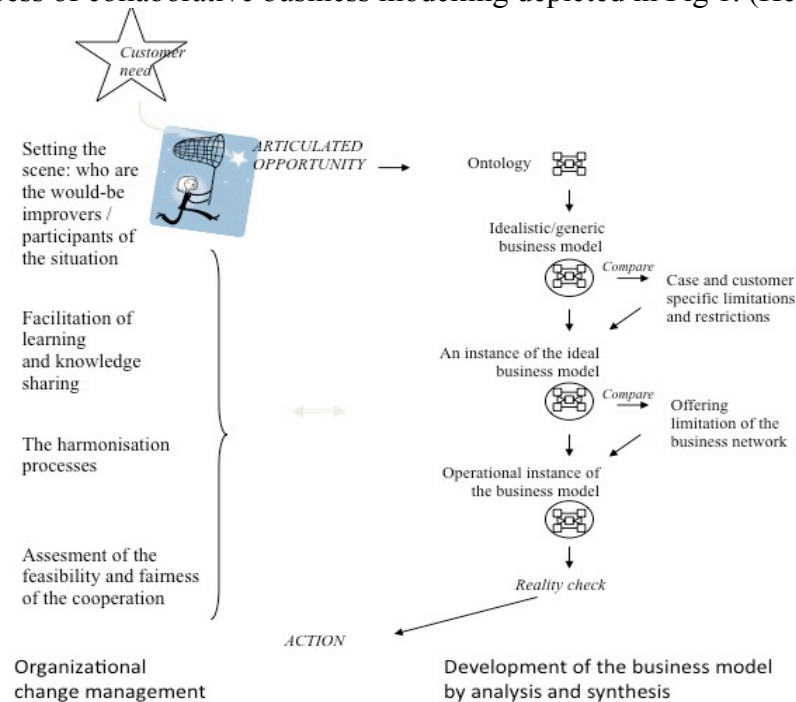 ess of collaborative business modelling depicted in Fig 1. (He
Customer
need
Setting the
scene: who are
the would-be
improvers /
participants of
the situation
ARTICULATED
OPPORTUNITY
Facilitation of
learning
and knowledge
sharing
The harmonisation
processes
Assesment of the
feasibility and fairness
of the cooperation
Ontology
Idealistic/generic
business model
Compare
Case and customer
specific limitations
and restrictions
An instance of the ideal
business model
Compare
Offering
limitation of the
business network
Operational instance of
the business model
Reality check
ACTION
Organizational
change management
Development of the business model
by analysis and synthesis